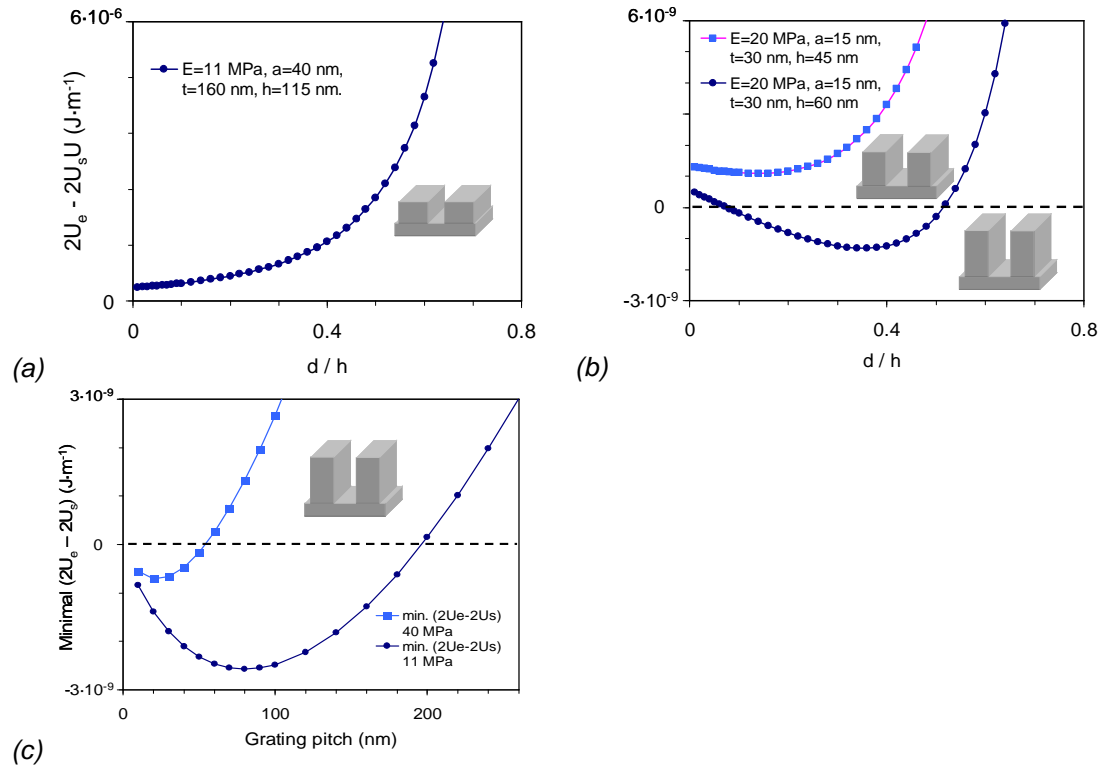 6·10⁻⁶
2Uₑ - 2UₛU (J·m⁻¹)
E=11 MPa, a=40 nm,
t=160 nm, h=115 nm.
0
0
0.4
0.8
d / h
(a)
6·10⁻⁹
E=20 MPa, a=15 nm,
t=30 nm, h=45 nm
E=20 MPa, a=15 nm,
t=30 nm, h=60 nm
0
-3·10⁻⁹
0
0.4
0.8
d / h
(b)
3·10⁻⁹
Minimal (2Uₑ – 2Uₛ) (J·m⁻¹)
0
min. (2Ue-2Us)
40 MPa
min. (2Ue-2Us)
11 MPa
-3·10⁻⁹
0
100
200
Grating pitch (nm)
(c)